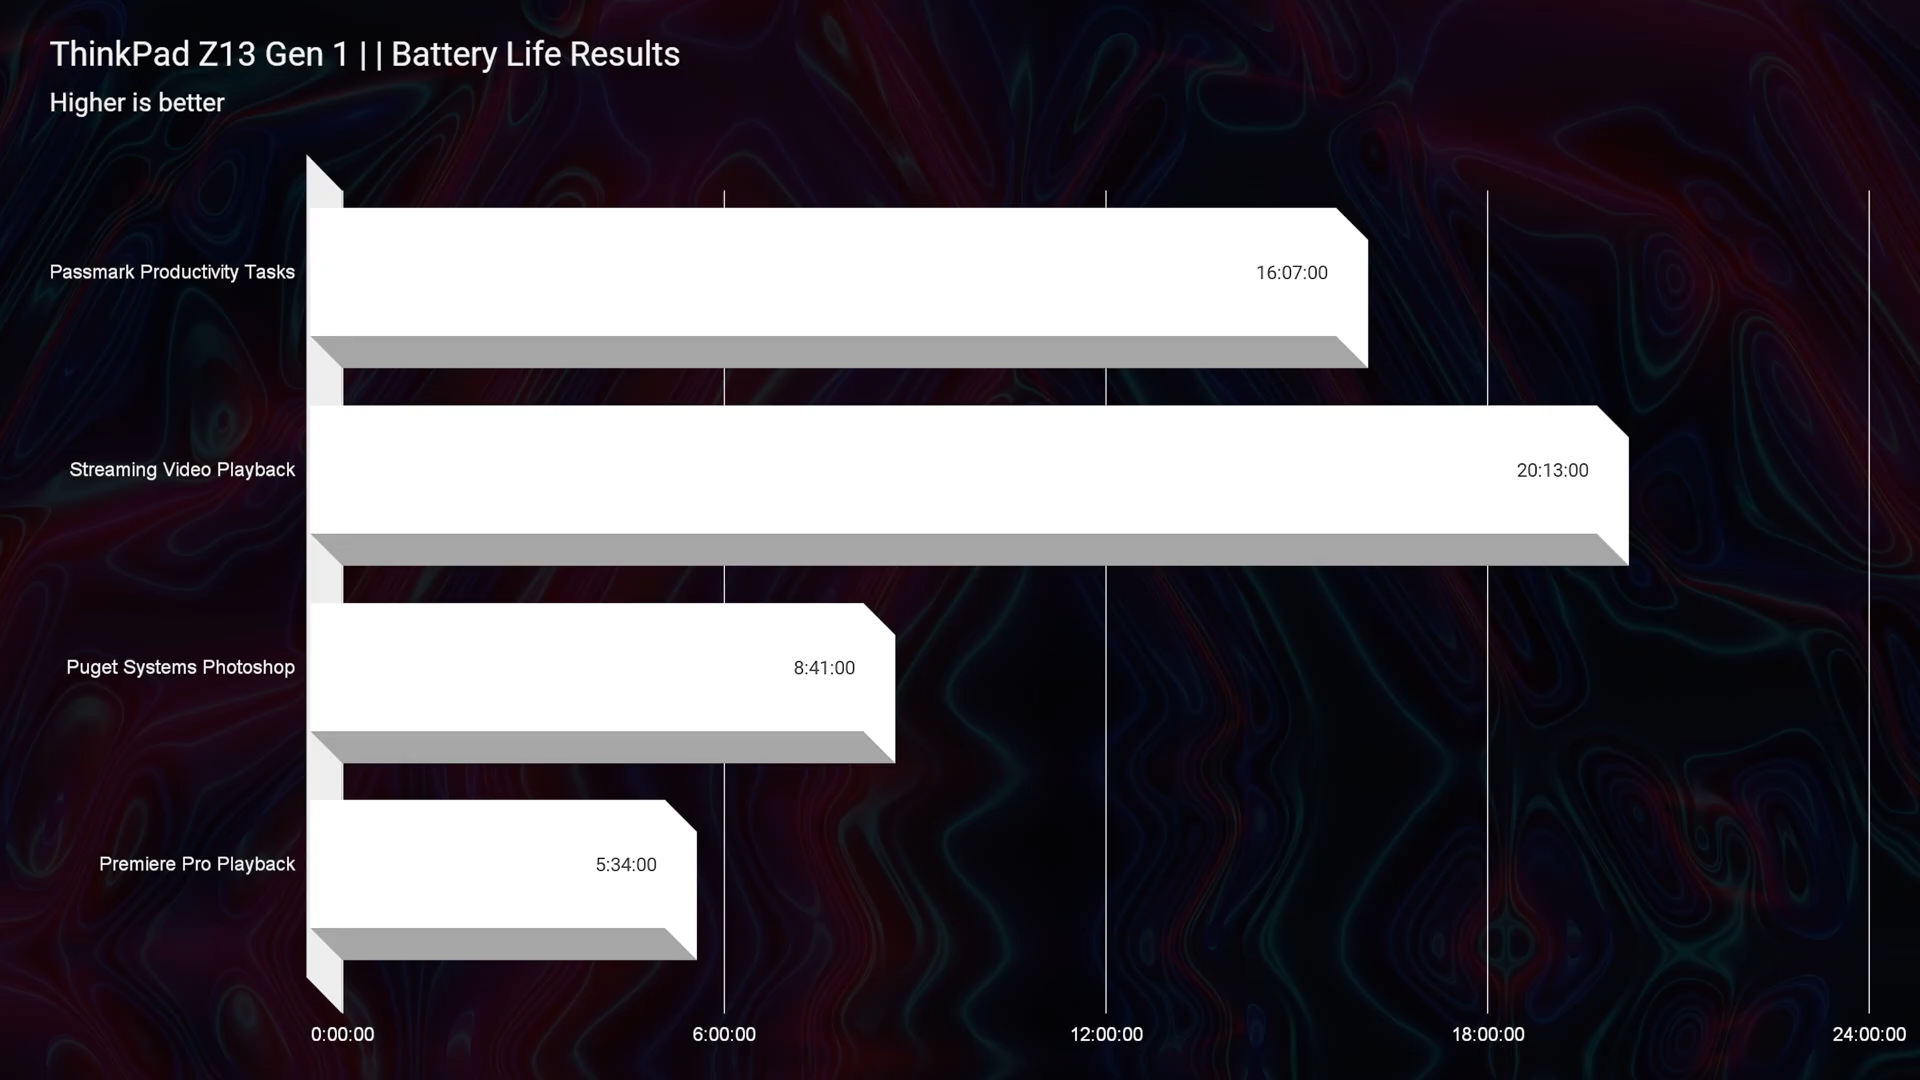 ThinkPad Z13 Gen 1 | | Battery Life Results
Higher is better
Passmark Productivity Tasks
16:07:00
Streaming Video Playback
20:13:00
Puget Systems Photoshop
8:41:00
Premiere Pro Playback
5:34:00
0:00:00
6:00:00
12:00:00
18:00:00
24:00:00